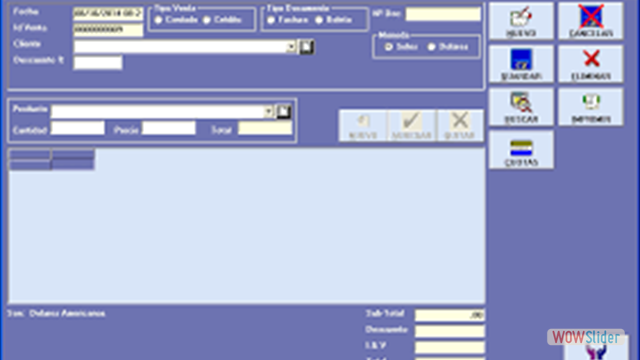 Fecha 08/10/2014 08:2 Tipo Venta Tipo Documento Nº Doc:
Id Venta 0000000009 Contado Crédito Factura Boleta
Cliente Moneda
Descuento % Soles Dolares
NUEVO CANCELAR
GUARDAR ELIMINAR
BUSCAR IMPRIMIR
CUOTAS
Producto
Cantidad Precio Total
NUEVO AGREGAR QUITAR
Son: Dolares Americanos Sub-Total .00
Descuento
I.G.V
Total
WOWSlider